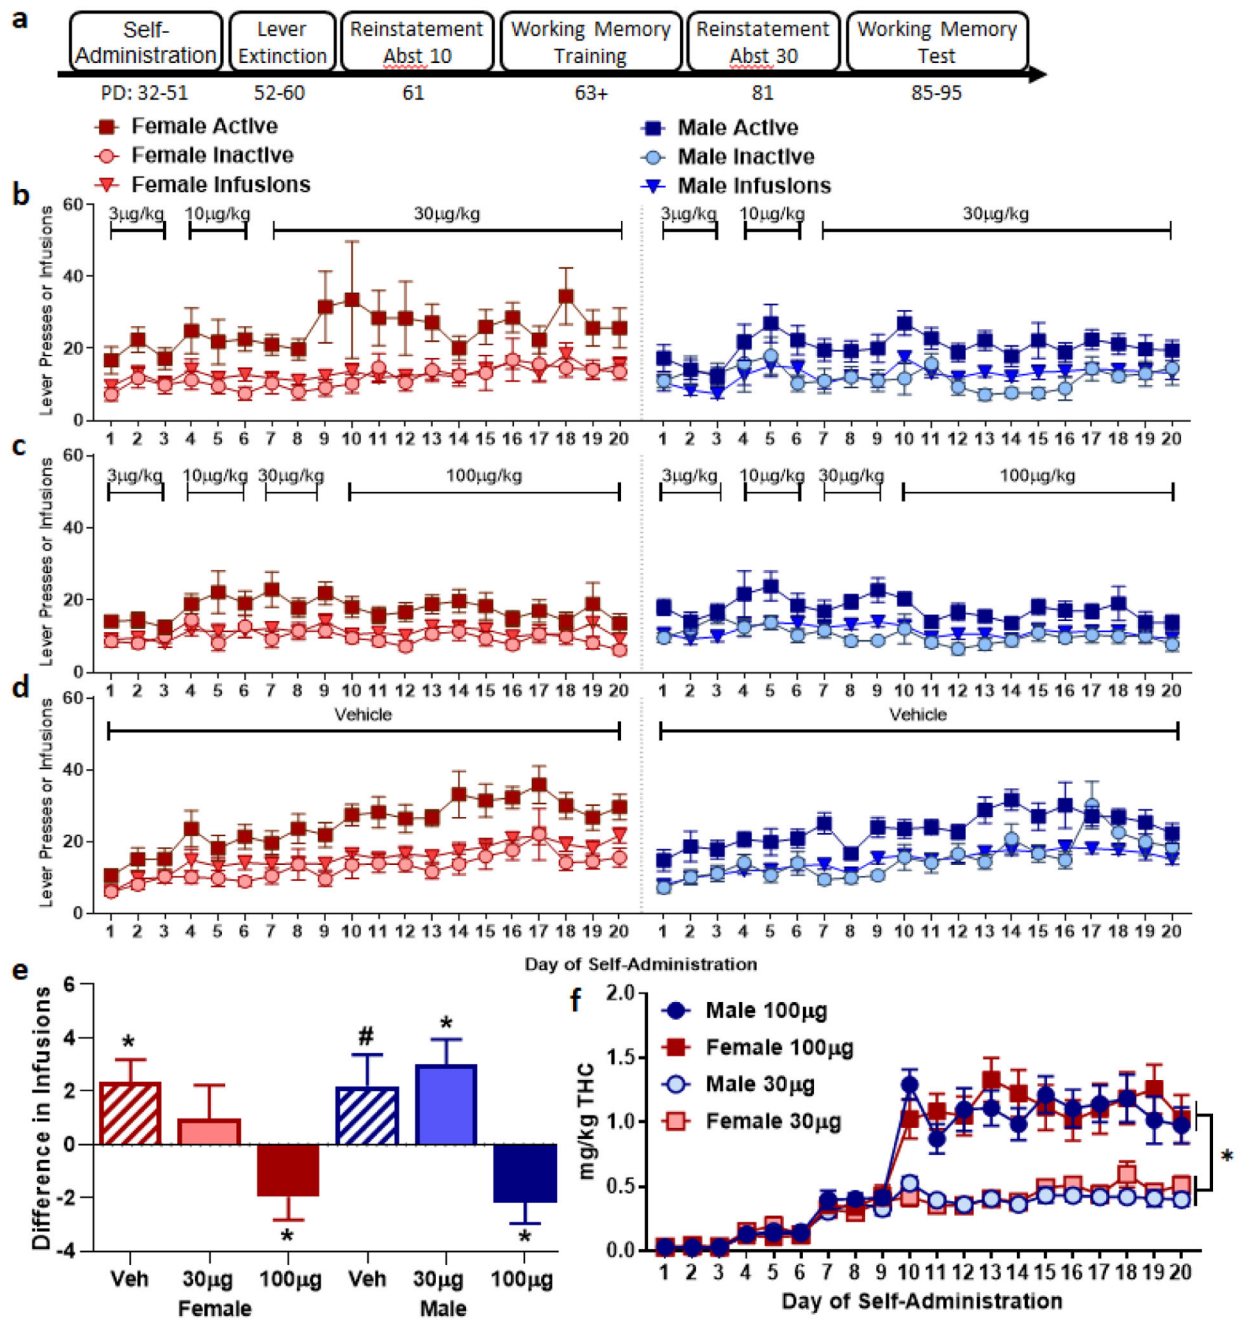 a
Self-Administration
Lever Extinction
Reinstatement Abst 10
Working Memory Training
Reinstatement Abst 30
Working Memory Test
PD: 32-51 52-60 61 63+ 81 85-95
Female Active
Female Inactive
Female Infusions
Male Active
Male Inactive
Male Infusions
b
Lever Presses or Infusions
60
40
20
0
3µg/kg 10µg/kg 30µg/kg
3µg/kg 10µg/kg 30µg/kg
1 2 3 4 5 6 7 8 9 10 11 12 13 14 15 16 17 18 19 20
1 2 3 4 5 6 7 8 9 10 11 12 13 14 15 16 17 18 19 20
c
Lever Presses or Infusions
60
40
20
0
3µg/kg 10µg/kg 30µg/kg 100µg/kg
3µg/kg 10µg/kg 30µg/kg 100µg/kg
1 2 3 4 5 6 7 8 9 10 11 12 13 14 15 16 17 18 19 20
1 2 3 4 5 6 7 8 9 10 11 12 13 14 15 16 17 18 19 20
d
Lever Presses or Infusions
60
40
20
0
Vehicle
Vehicle
1 2 3 4 5 6 7 8 9 10 11 12 13 14 15 16 17 18 19 20
1 2 3 4 5 6 7 8 9 10 11 12 13 14 15 16 17 18 19 20
Day of Self-Administration
e
Difference in Infusions
6
4
2
0
-2
-4
* * # * *
Veh 30µg 100µg Veh 30µg 100µg
Female Male
f
mg/kg THC
2.0
1.5
1.0
0.5
0.0
Male 100µg
Female 100µg
Male 30µg
Female 30µg
*
1 2 3 4 5 6 7 8 9 10 11 12 13 14 15 16 17 18 19 20
Day of Self-Administration